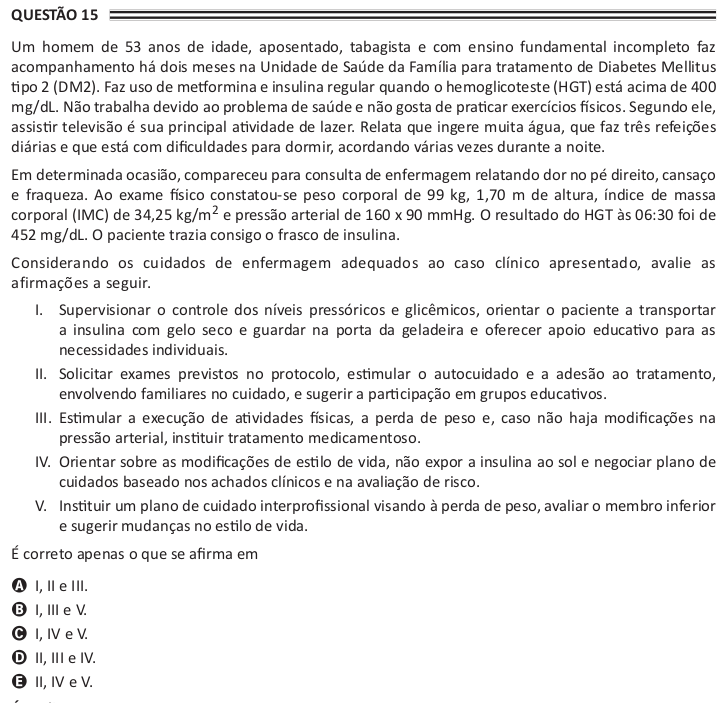 QUESTÃO 15
Um homem de 53 anos de idade, aposentado, tabagista e com ensino fundamental incompleto faz
acompanhamento há dois meses na Unidade de Saúde da Família para tratamento de Diabetes Mellitus
tipo 2 (DM2). Faz uso de metformina e insulina regular quando o hemoglicoteste (HGT) está acima de 400
mg/dL. Não trabalha devido ao problema de saúde e não gosta de praticar exercícios físicos. Segundo ele,
assistir televisão é sua principal atividade de lazer. Relata que ingere muita água, que faz três refeições
diárias e que está com dificuldades para dormir, acordando várias vezes durante a noite.
Em determinada ocasião, compareceu para consulta de enfermagem relatando dor no pé direito, cansaço
e fraqueza. Ao exame físico constatou-se peso corporal de 99 kg, 1,70 m de altura, índice de massa
corporal (IMC) de 34,25 kg/m² e pressão arterial de 160 x 90 mmHg. O resultado do HGT às 06:30 foi de
452 mg/dL. O paciente trazia consigo o frasco de insulina.
Considerando os cuidados de enfermagem adequados ao caso clínico apresentado, avalie as
afirmações a seguir.
I. Supervisionar o controle dos níveis pressóricos e glicêmicos, orientar o paciente a transportar
a insulina com gelo seco e guardar na porta da geladeira e oferecer apoio educativo para as
necessidades individuais.
II. Solicitar exames previstos no protocolo, estimular o autocuidado e a adesão ao tratamento,
envolvendo familiares no cuidado, e sugerir a participação em grupos educativos.
III. Estimular a execução de atividades físicas, a perda de peso e, caso não haja modificações na
pressão arterial, instituir tratamento medicamentoso.
IV. Orientar sobre as modificações de estilo de vida, não expor a insulina ao sol e negociar plano de
cuidados baseado nos achados clínicos e na avaliação de risco.
V. Instituir um plano de cuidado interprofissional visando à perda de peso, avaliar o membro inferior
e sugerir mudanças no estilo de vida.
É correto apenas o que se afirma em
A I, II e III.
B I, III e V.
C I, IV e V.
D II, III e IV.
E II, IV e V.